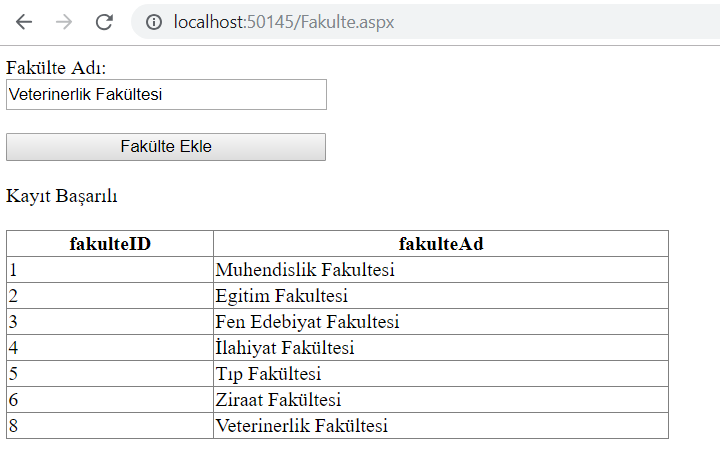 localhost:50145/Fakulte.aspx
Fakülte Adı:
Veterinerlik Fakültesi
Fakülte Ekle
Kayıt Başarılı
fakulteID fakulteAd
1 Muhendislik Fakultesi
2 Egitim Fakultesi
3 Fen Edebiyat Fakultesi
4 İlahiyat Fakültesi
5 Tıp Fakültesi
6 Ziraat Fakültesi
8 Veterinerlik Fakültesi